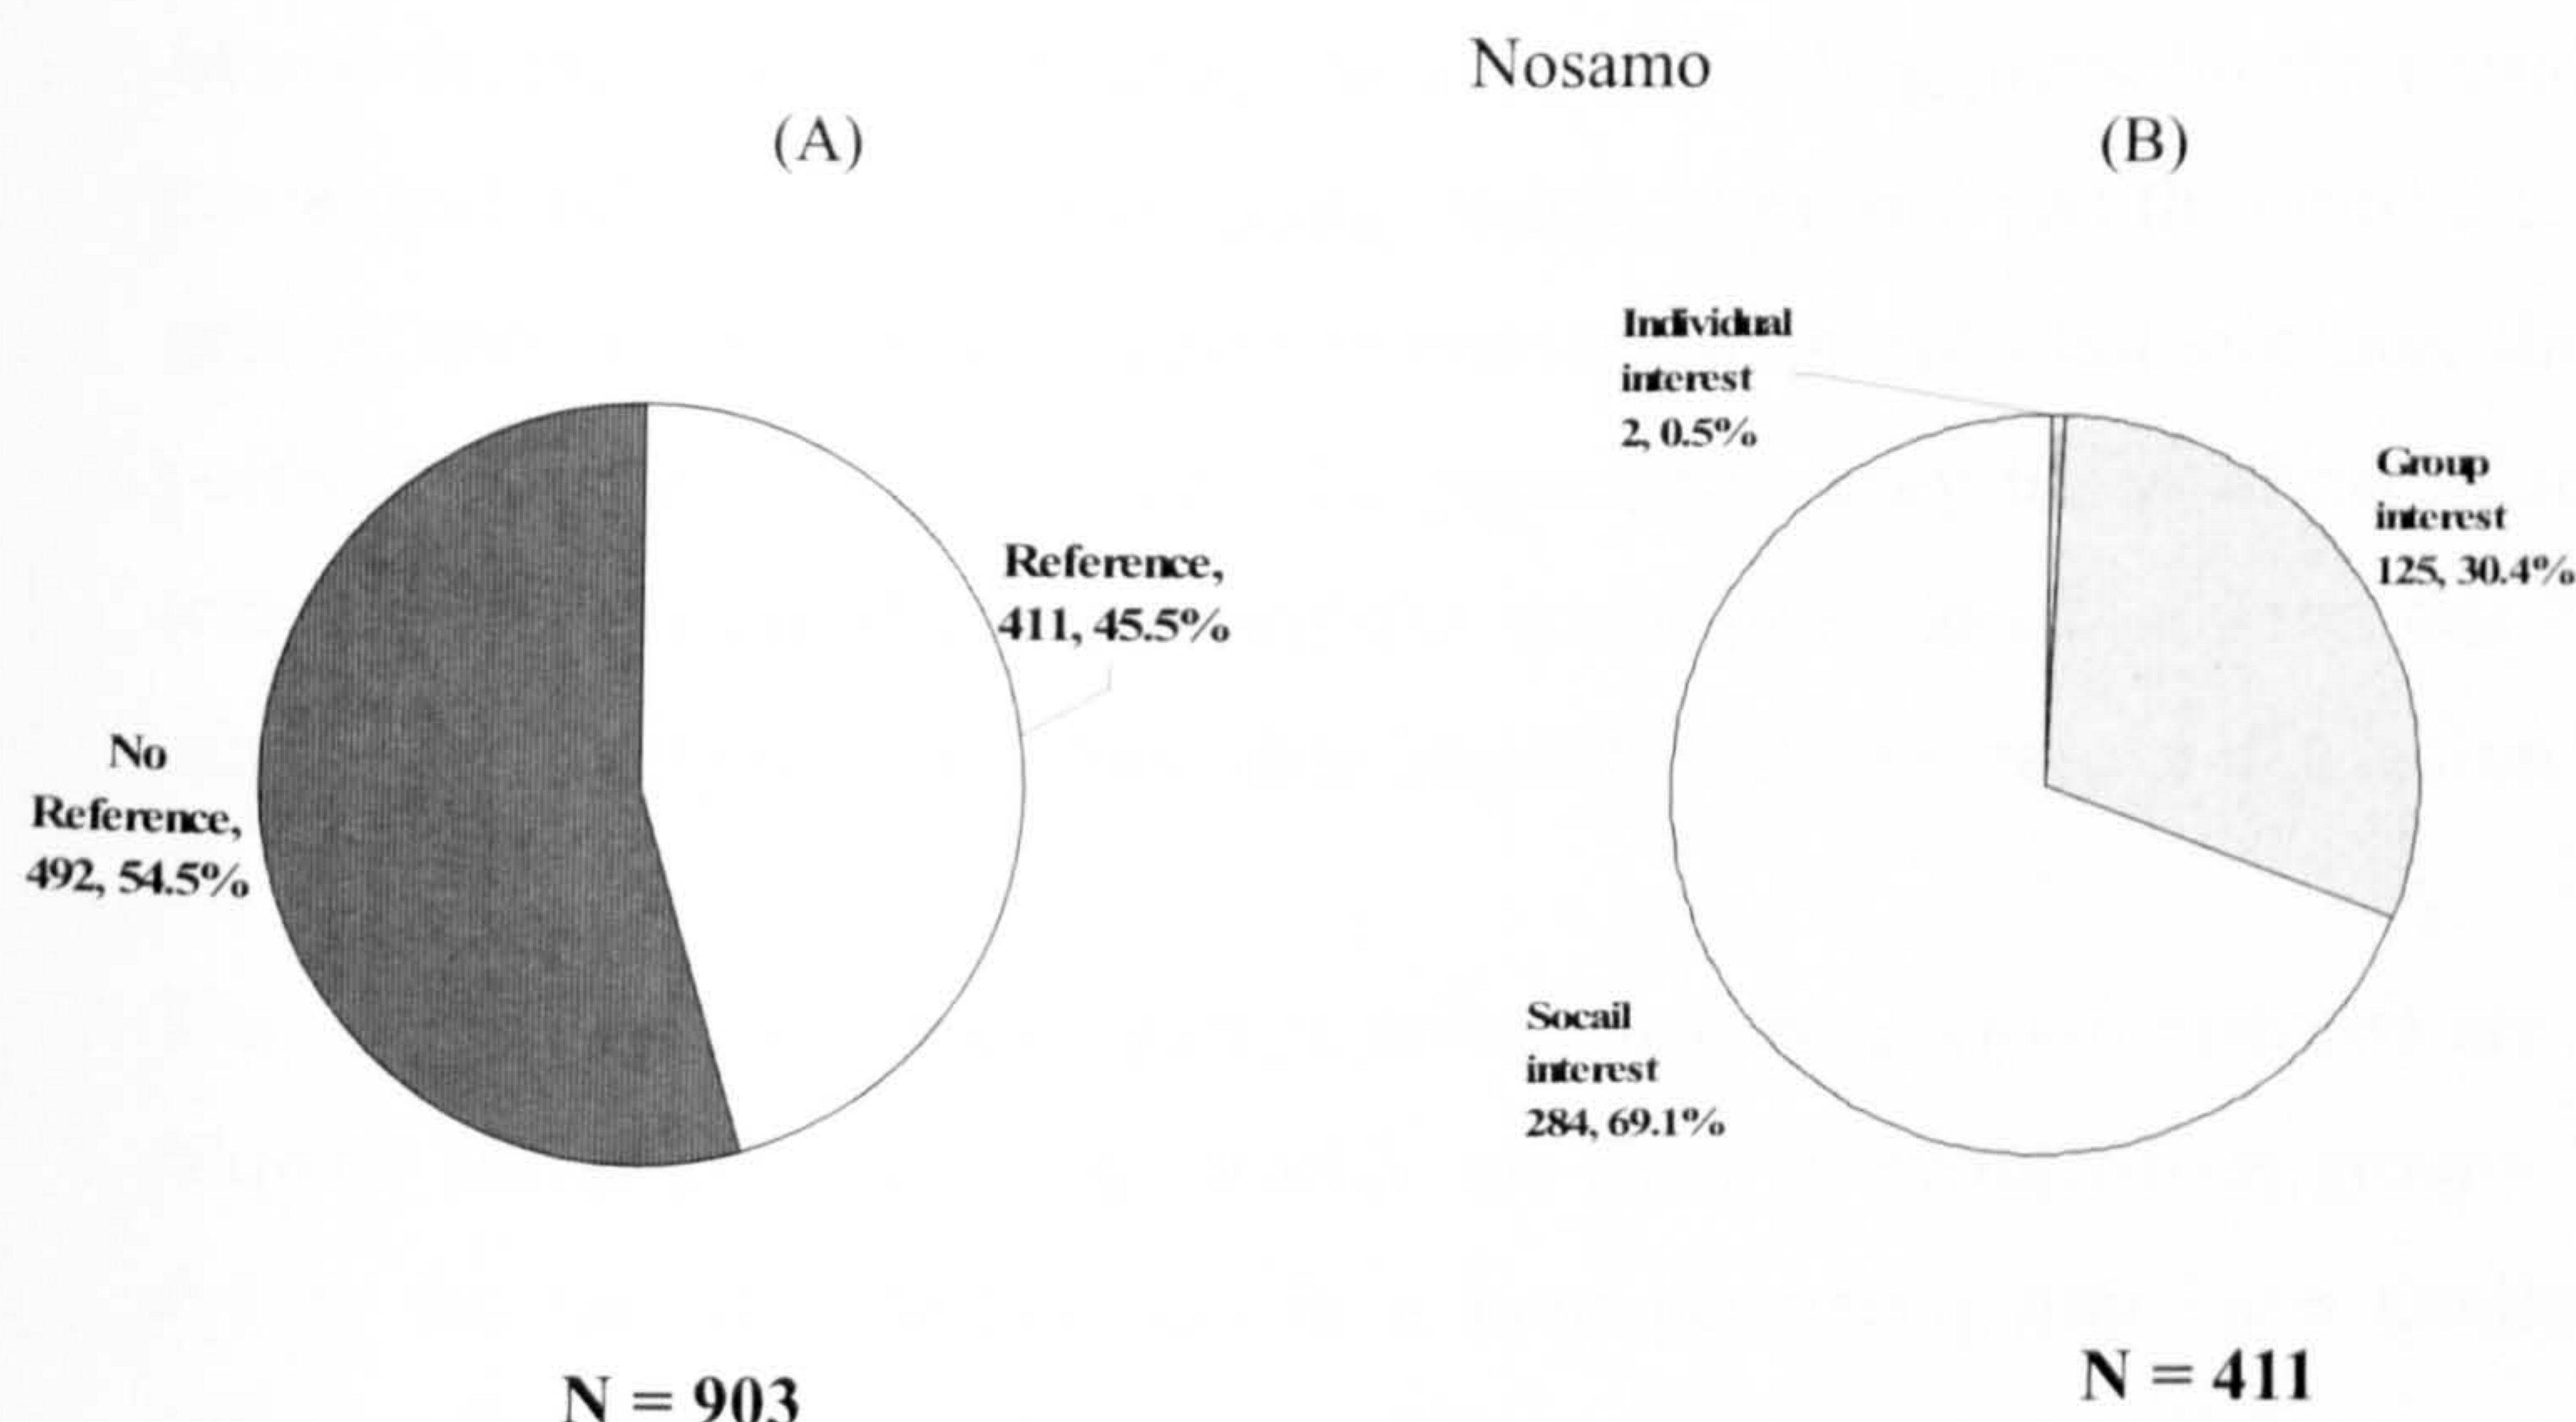 Nosamo
(A)
(B)
Individual
interest
2, 0.5%
Group
interest
125, 30.4%
Reference,
411, 45.5%
No
Reference,
492, 54.5%
Socail
interest
284, 69.1%
N = 903
N = 411